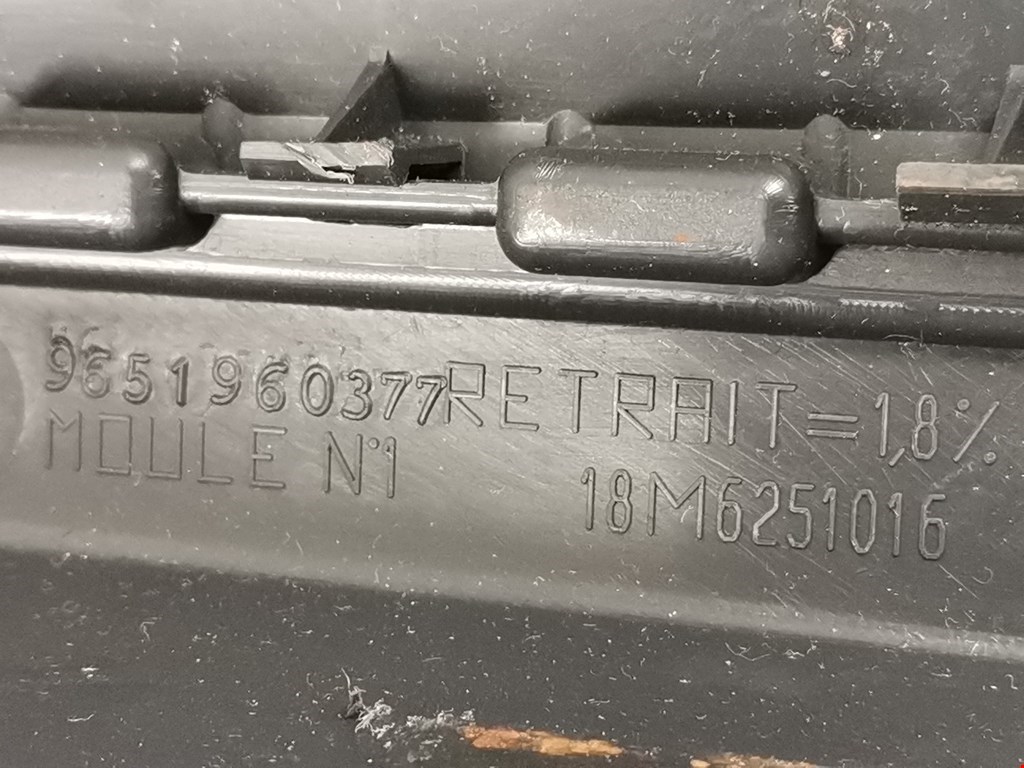 9651960377 RETRAIT=1,8%
MOULE N°1 18M6251016